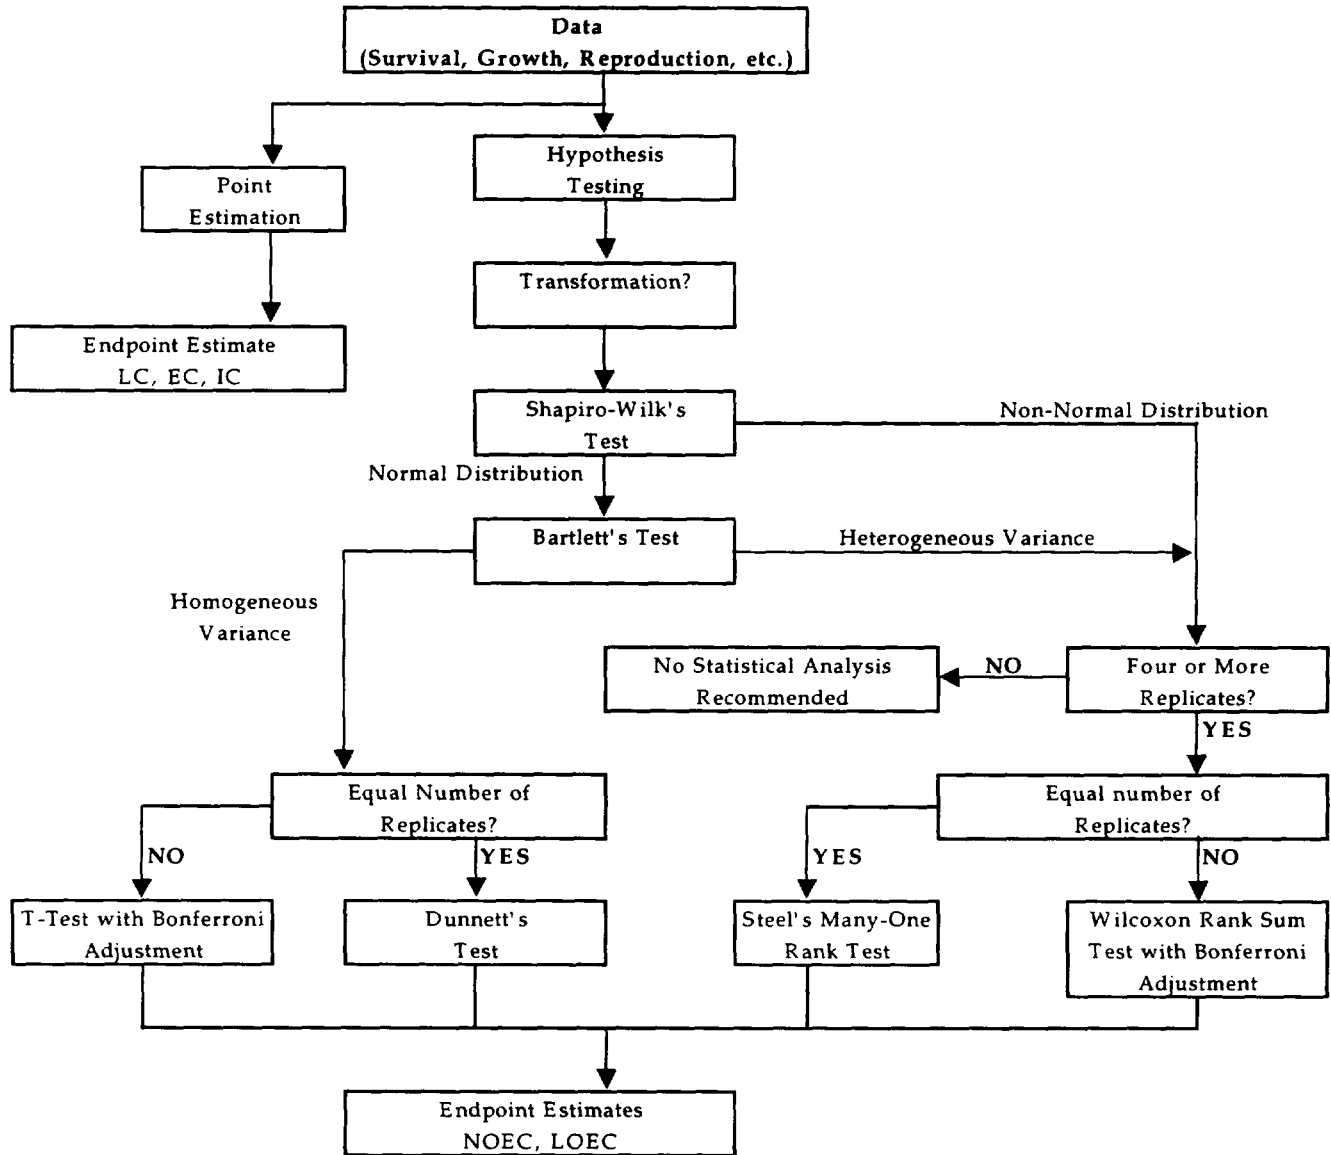 Data
(Survival, Growth, Reproduction, etc.)
Hypothesis
Testing
Point
Estimation
Transformation?
Endpoint Estimate
LC, EC, IC
Shapiro-Wilk's
Test
Non-Normal Distribution
Normal Distribution
Bartlett's Test
Heterogeneous Variance
Homogeneous
Variance
No Statistical Analysis
Recommended
NO
Four or More
Replicates?
YES
Equal Number of
Replicates?
Equal number of
Replicates?
NO
YES
YES
NO
T-Test with Bonferroni
Adjustment
Dunnett's
Test
Steel's Many-One
Rank Test
Wilcoxon Rank Sum
Test with Bonferroni
Adjustment
Endpoint Estimates
NOEC, LOEC